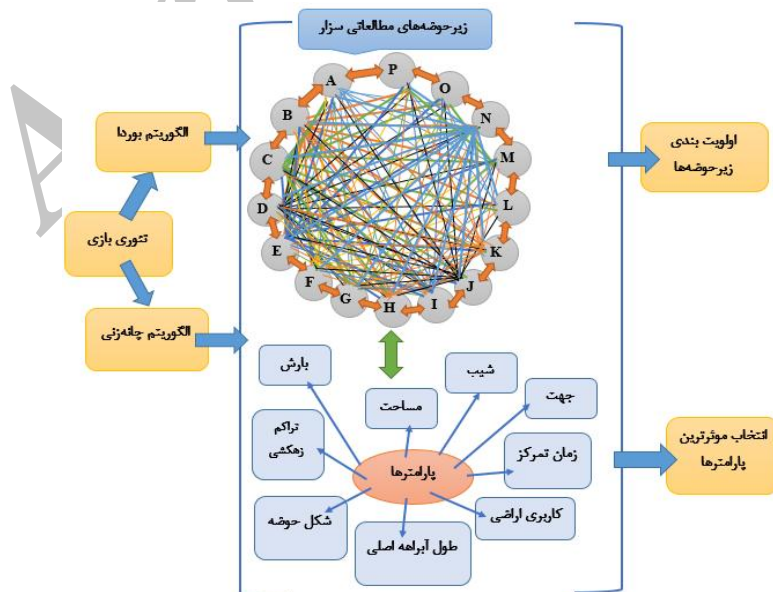 زیرحوضه‌های مطالعاتی سزار
P
O
N
M
L
K
J
I
H
G
F
E
D
C
B
A
الگوریتم بوردا
تئوری بازی
الگوریتم چانه‌زنی
اولویت بندی
زیرحوضه‌ها
انتخاب موثرترین
پارامترها
بارش
مساحت
شیب
جهت
تراکم
زهکشی
پارامترها
زمان تمرکز
شکل حوضه
طول آبراهه اصلی
کاربری اراضی
A